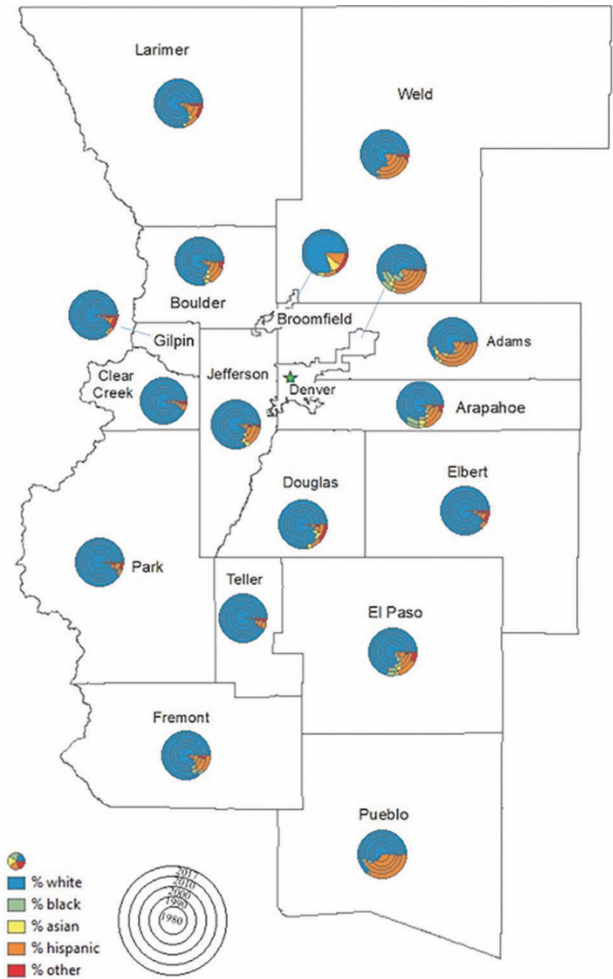 Larimer
Weld
Boulder
Broomfield
Gilpin
Adams
Jefferson
Clear
Creek
Denver
Arapahoe
Douglas
Elbert
Park
Teller
El Paso
Fremont
Pueblo
% white
% black
% asian
% hispanic
% other
2017
2010
2000
1990
1980